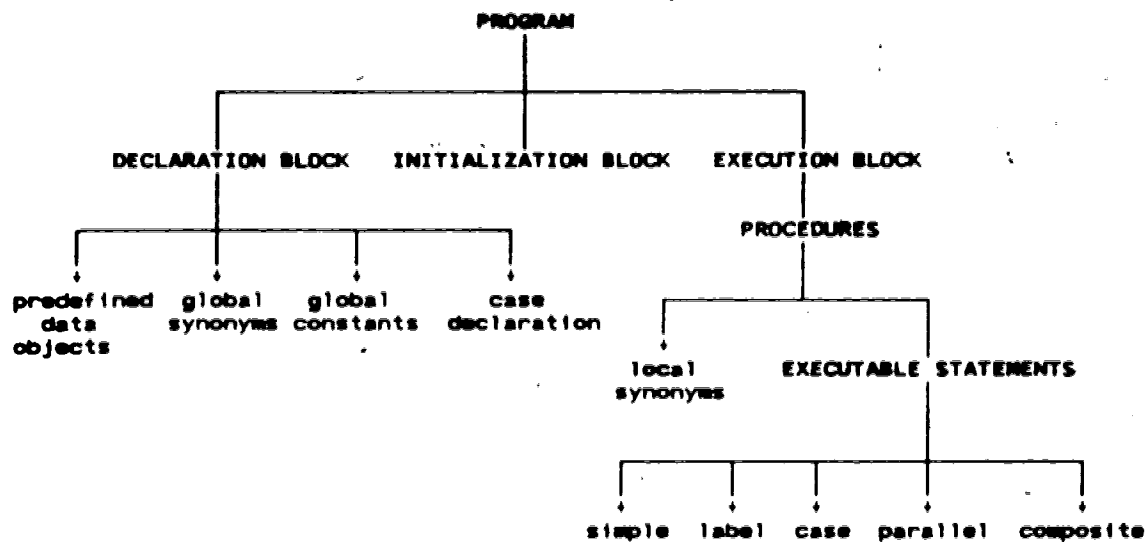 PROGRAM
DECLARATION BLOCK INITIALIZATION BLOCK EXECUTION BLOCK
PROCEDURES
predefined global global case
data synonyms constants declaration
objects
local EXECUTABLE STATEMENTS
synonyms
simple label case parallel composite